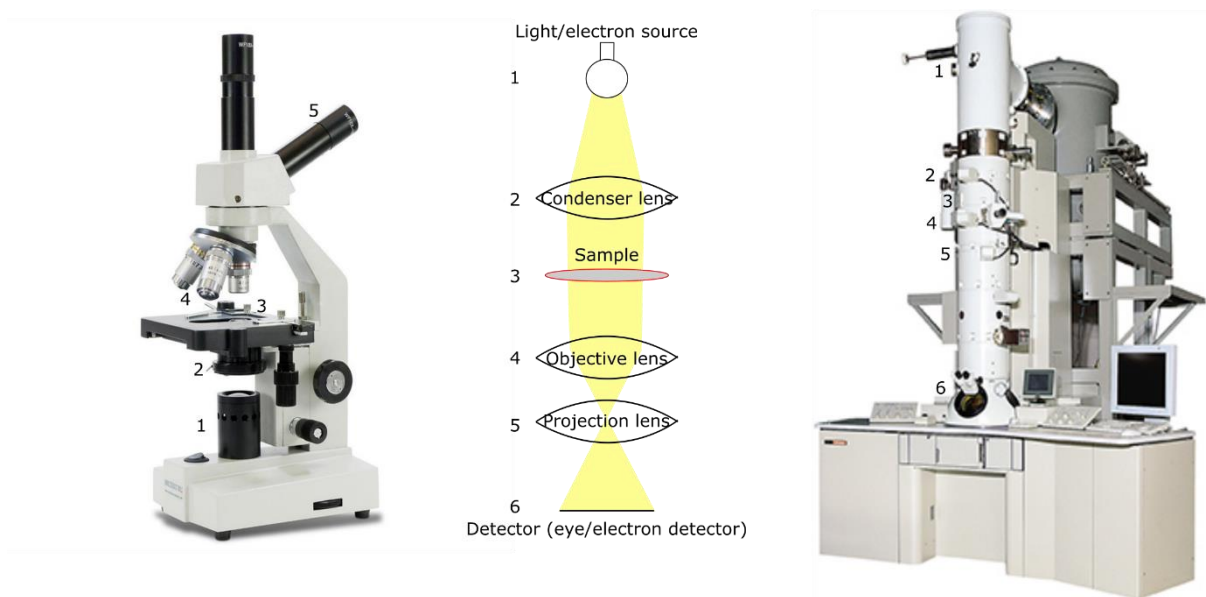 5
4
3
2
1
Light/electron source
1
2
Condenser lens
Sample
3
4
Objective lens
5
Projection lens
6
Detector (eye/electron detector)
1
2
3
4
5
6